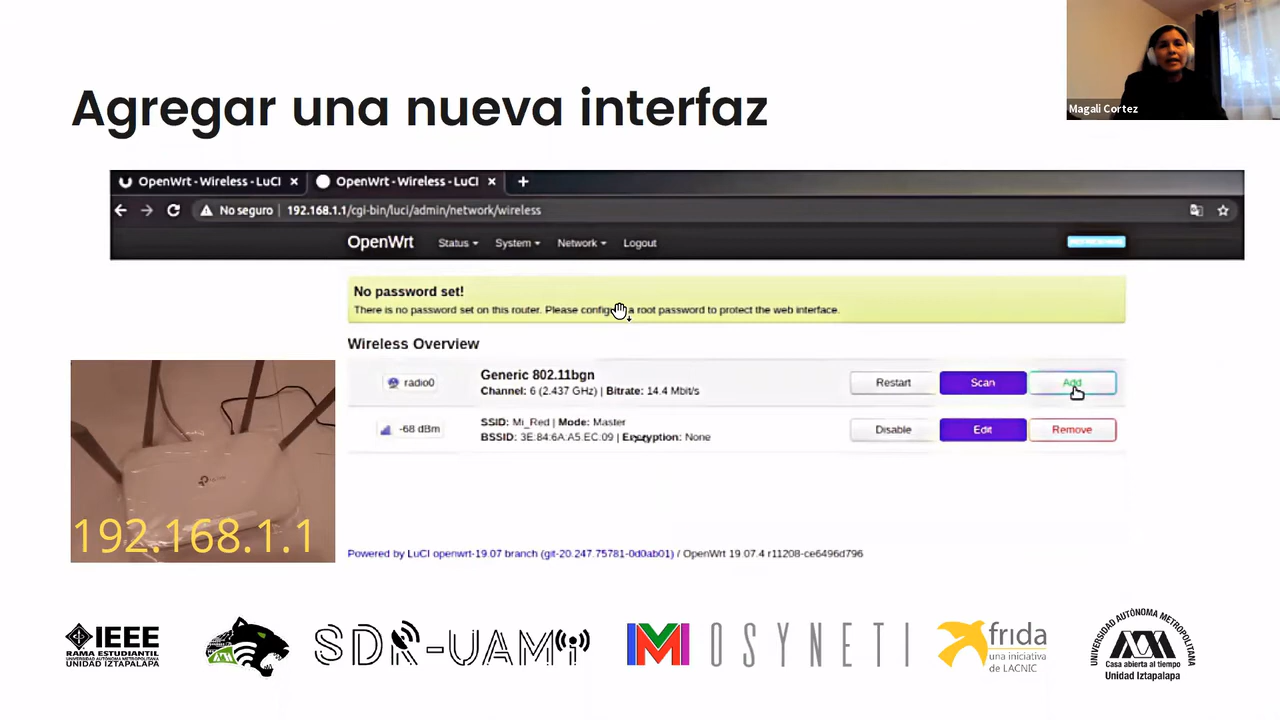 Magali Cortez
Agregar una nueva interfaz
OpenWrt - Wireless - LuCI × OpenWrt - Wireless - LuCI × +
No seguro | 192.168.1.1/cgi-bin/luci/admin/network/wireless
OpenWrt Status System Network Logout
No password set!
There is no password set on this router. Please a root password to protect the web interface.
Wireless Overview
radio0 Generic 802.11bgn Restart Scan Add
Channel: 6 (2.437 GHz) | Bitrate: 14.4 Mbit/s
-68 dBm SSID: Mi_Red | Mode: Master Disable Edit Remove
BSSID: 3E:84:6A:A5:EC:09 | Encryption: None
192.168.1.1
Powered by LuCI openwrt-19.07 branch (git-20.247.75781-0d0ab01) / OpenWrt 19.07.4 r11208-ce6496d796
IEEE
RAMA ESTUDIANTIL
UNIVERSIDAD AUTÓNOMA METROPOLITANA
UNIDAD IZTAPALAPA
SDR-UAMi
OSYNETI
frida
una iniciativa
de LACNIC
UNIVERSIDAD AUTÓNOMA METROPOLITANA
Casa abierta al tiempo
Unidad Iztapalapa